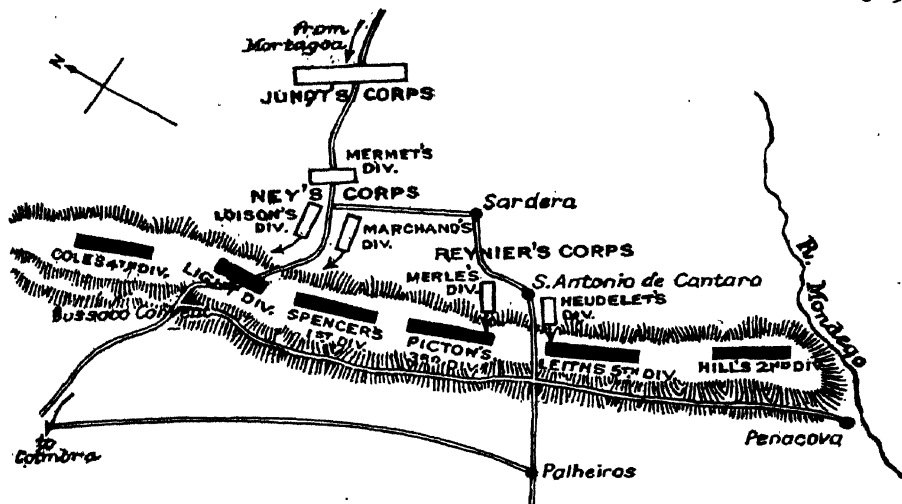 from
Mortagoa
N
JUNOT'S CORPS
MERMET'S
DIV.
NEY'S CORPS
LOISON'S
DIV.
MARCHAND'S
DIV.
Sardera
REYNIER'S CORPS
MERLE'S
DIV.
S. Antonio de Cantaro
HEUDELET'S
DIV.
R. Mondego
COLE'S 4TH DIV.
LIGHT DIV.
Bussaco Convent
SPENCER'S
1ST DIV.
PICTON'S
3RD DIV.
LEITH'S 5TH DIV.
HILL'S 2ND DIV
Penacova
to
Coimbra
Palheiros